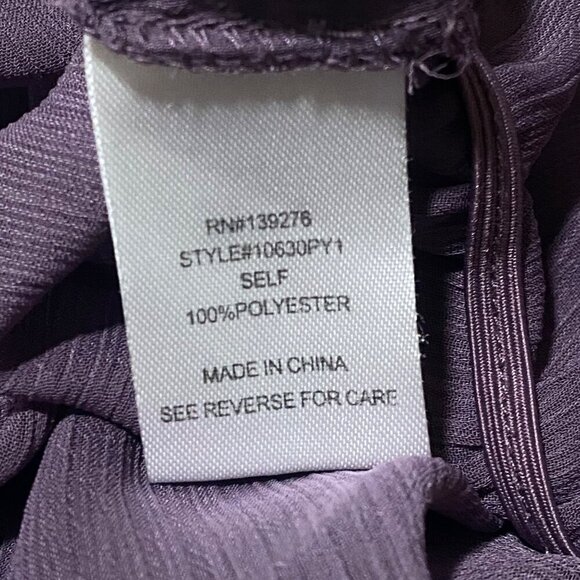 RN#139276
STYLE#10630PY1
SELF
100%POLYESTER
MADE IN CHINA
SEE REVERSE FOR CARE